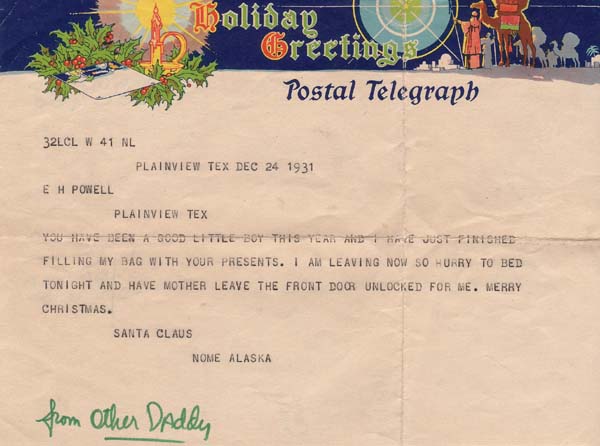 Holiday
Greetings
Postal Telegraph
32LCL W 41 NL
PLAINVIEW TEX DEC 24 1931
E H POWELL
PLAINVIEW TEX
YOU HAVE BEEN A GOOD LITTLE BOY THIS YEAR AND I HAVE JUST FINISHED
FILLING MY BAG WITH YOUR PRESENTS. I AM LEAVING NOW SO HURRY TO BED
TONIGHT AND HAVE MOTHER LEAVE THE FRONT DOOR UNLOCKED FOR ME. MERRY
CHRISTMAS.
SANTA CLAUS
NOME ALASKA
from Other Daddy